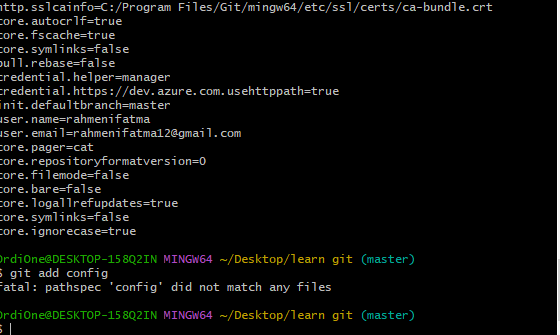 http.sslcainfo=C:/Program Files/Git/mingw64/etc/ssl/certs/ca-bundle.crt
core.autocrlf=true
core.fscache=true
core.symlinks=false
pull.rebase=false
credential.helper=manager
credential.https://dev.azure.com.usehttppath=true
init.defaultbranch=master
user.name=rahmenifatma
user.email=rahmenifatma12@gmail.com
core.pager=cat
core.repositoryformatversion=0
core.filemode=false
core.bare=false
core.logallrefupdates=true
core.symlinks=false
core.ignorecase=true
OrdiOne@DESKTOP-158Q2IN MINGW64 ~/Desktop/learn git (master)
$ git add config
fatal: pathspec 'config' did not match any files
OrdiOne@DESKTOP-158Q2IN MINGW64 ~/Desktop/learn git (master)
$